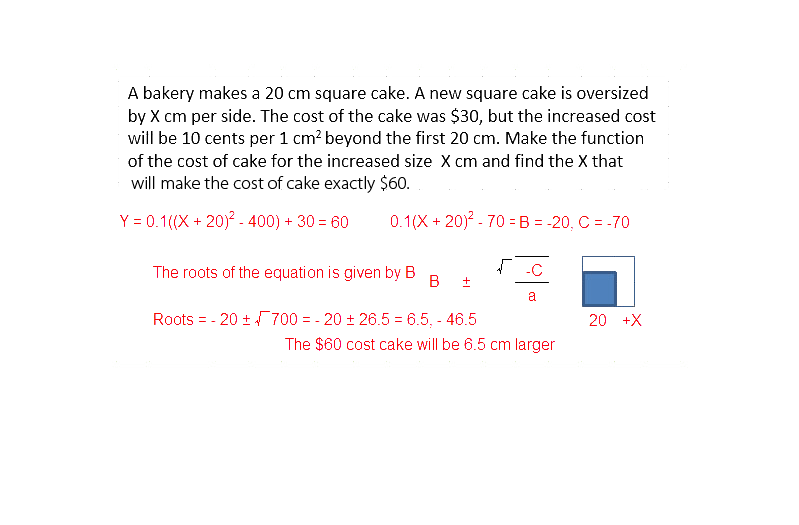 A bakery makes a 20 cm square cake. A new square cake is oversized
by X cm per side. The cost of the cake was $30, but the increased cost
will be 10 cents per 1 cm² beyond the first 20 cm. Make the function
of the cost of cake for the increased size X cm and find the X that
will make the cost of cake exactly $60.
Y = 0.1((X + 20)² - 400) + 30 = 60 0.1(X + 20)² - 70 = B = -20, C = -70
The roots of the equation is given by B B ± √ -C
a
Roots = - 20 ± √700 = - 20 ± 26.5 = 6.5, - 46.5 20 +X
The $60 cost cake will be 6.5 cm larger